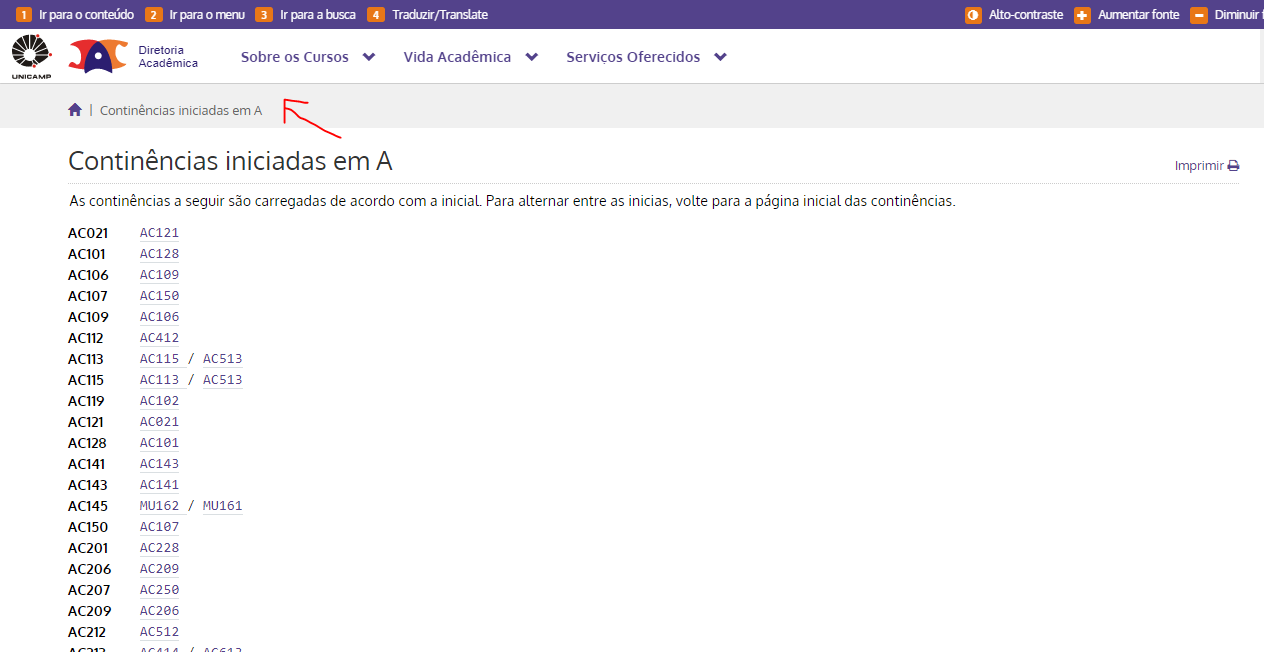 1 Ir para o conteúdo 2 Ir para o menu 3 Ir para a busca 4 Traduzir/Translate Alto-contraste Aumentar fonte Diminuir f
UNICAMP
Diretoria
Acadêmica
Sobre os Cursos Vida Acadêmica Serviços Oferecidos
| Continências iniciadas em A
Continências iniciadas em A
Imprimir
As continências a seguir são carregadas de acordo com a inicial. Para alternar entre as inicias, volte para a página inicial das continências.
AC021 AC121
AC101 AC128
AC106 AC109
AC107 AC150
AC109 AC106
AC112 AC412
AC113 AC115 / AC513
AC115 AC113 / AC513
AC119 AC102
AC121 AC021
AC128 AC101
AC141 AC143
AC143 AC141
AC145 MU162 / MU161
AC150 AC107
AC201 AC228
AC206 AC209
AC207 AC250
AC209 AC206
AC212 AC512
AC213 AC414 / AC613